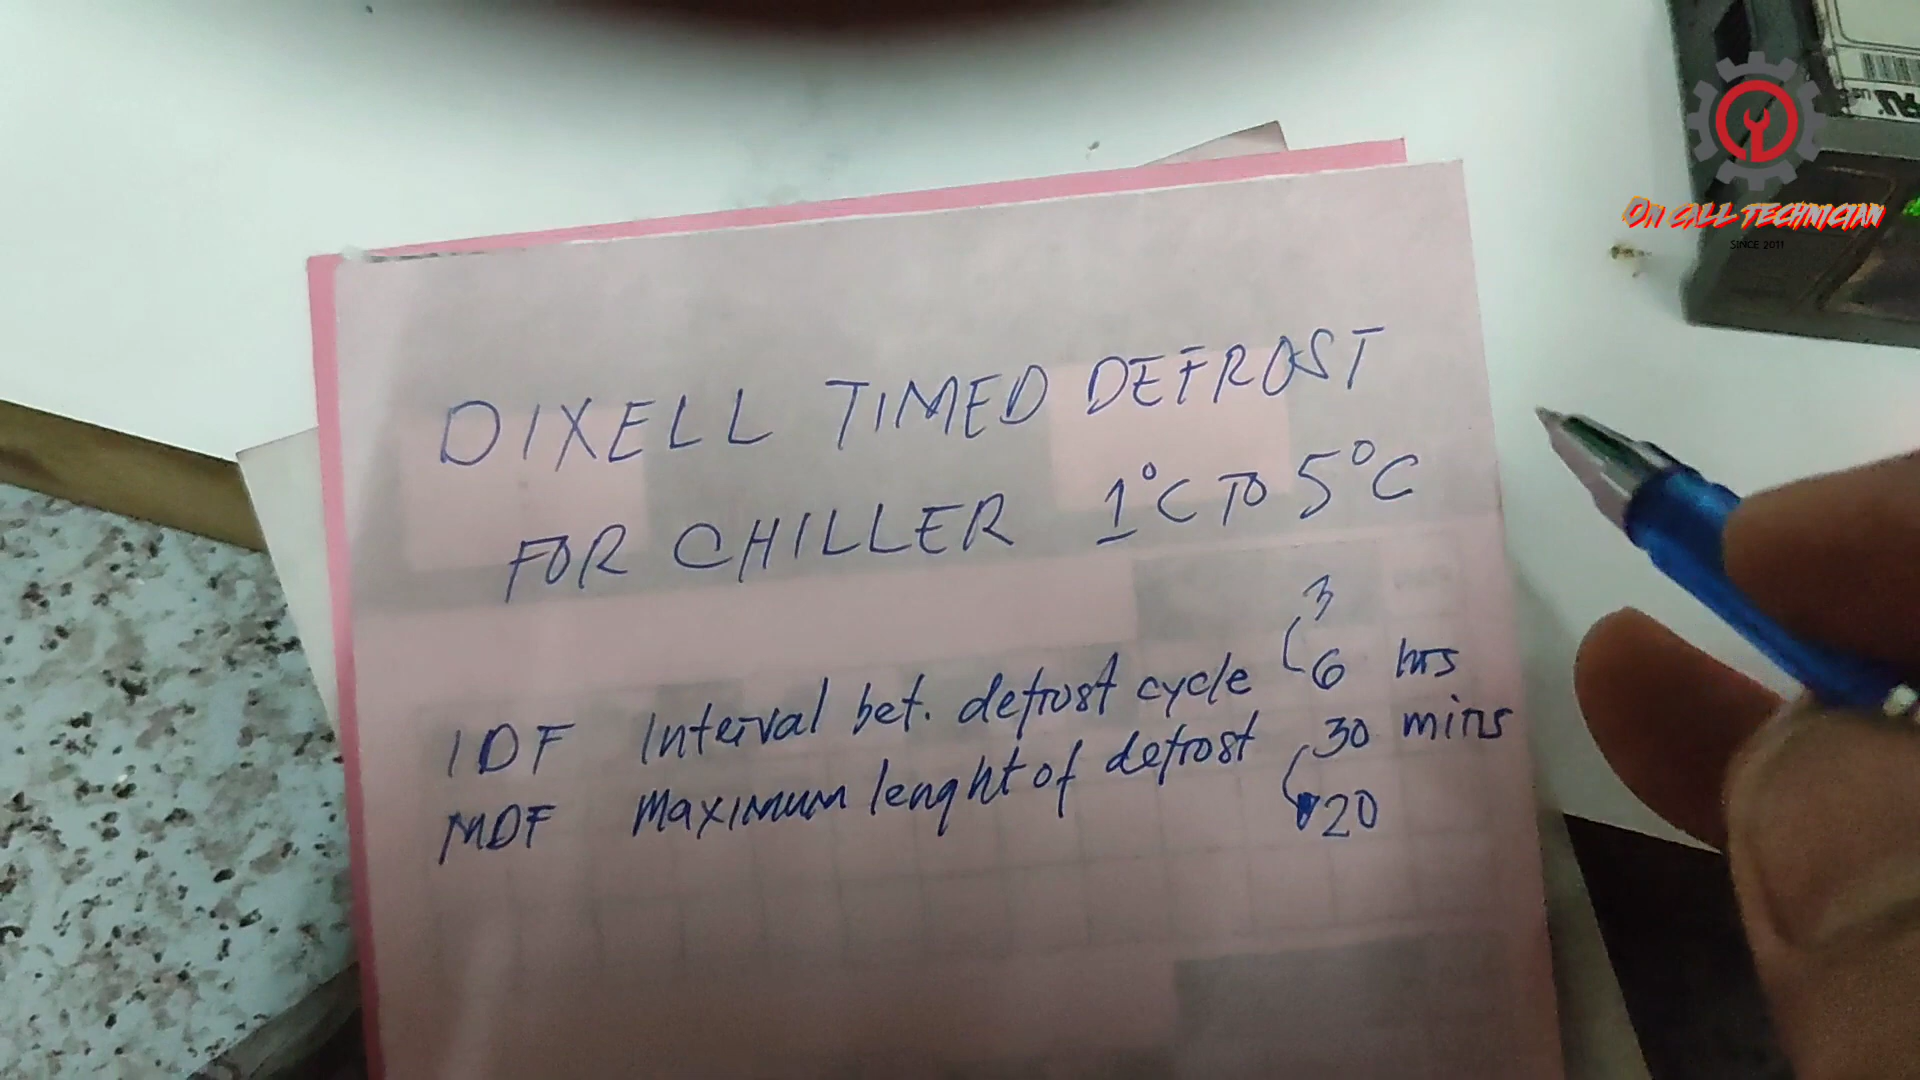 ON CALL TECHNICIAN
SINCE 2011
DIXELL TIMED DEFROST
FOR CHILLER 1°C TO 5°C
3
IDF Interval bet. defrost cycle 6 hrs
MDF Maximum lenght of defrost 30 mins
20